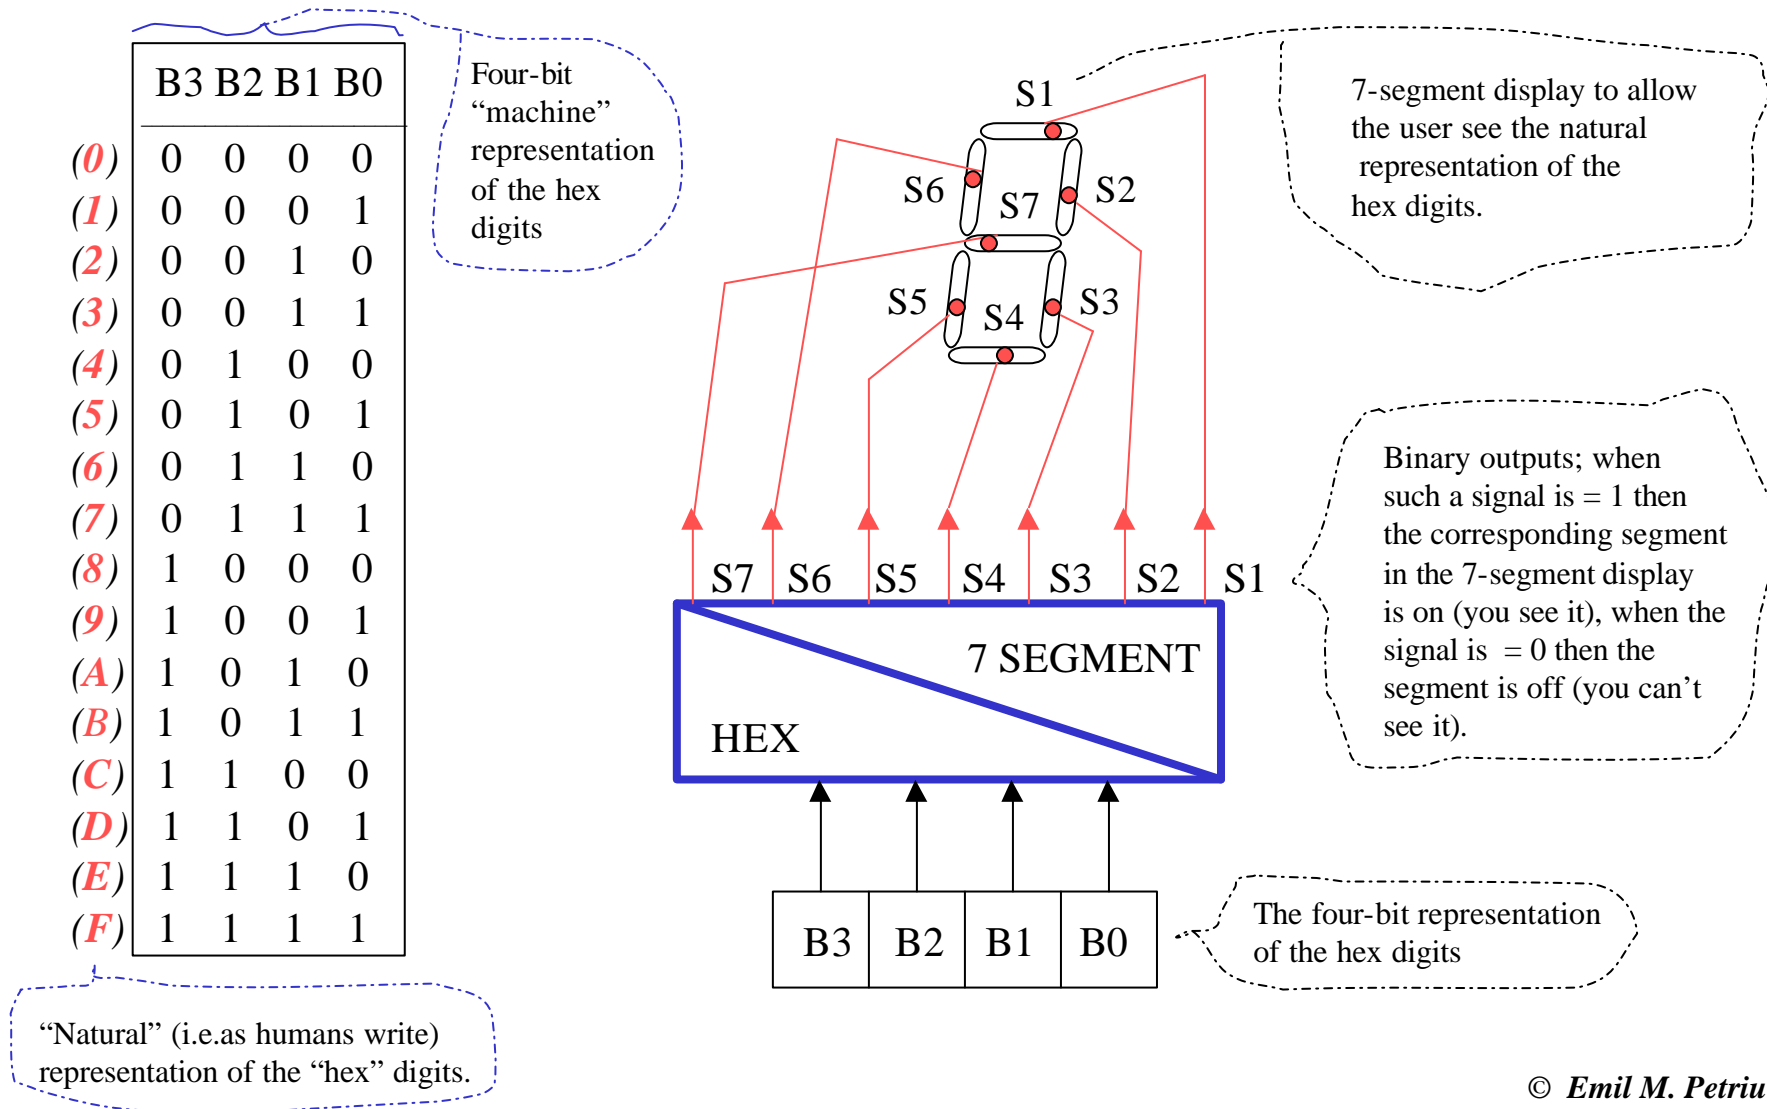 B3 B2 B1 B0
(0) 0 0 0 0
(1) 0 0 0 1
(2) 0 0 1 0
(3) 0 0 1 1
(4) 0 1 0 0
(5) 0 1 0 1
(6) 0 1 1 0
(7) 0 1 1 1
(8) 1 0 0 0
(9) 1 0 0 1
(A) 1 0 1 0
(B) 1 0 1 1
(C) 1 1 0 0
(D) 1 1 0 1
(E) 1 1 1 0
(F) 1 1 1 1
“Natural” (i.e.as humans write)
representation of the “hex” digits.
Four-bit
“machine”
representation
of the hex
digits
S1
S6
S7
S2
S5
S4
S3
7-segment display to allow
the user see the natural
representation of the
hex digits.
Binary outputs; when
such a signal is = 1 then
the corresponding segment
in the 7-segment display
is on (you see it), when the
signal is = 0 then the
segment is off (you can’t
see it).
S7 S6 S5 S4 S3 S2 S1
7 SEGMENT
HEX
B3 B2 B1 B0
The four-bit representation
of the hex digits
© Emil M. Petriu